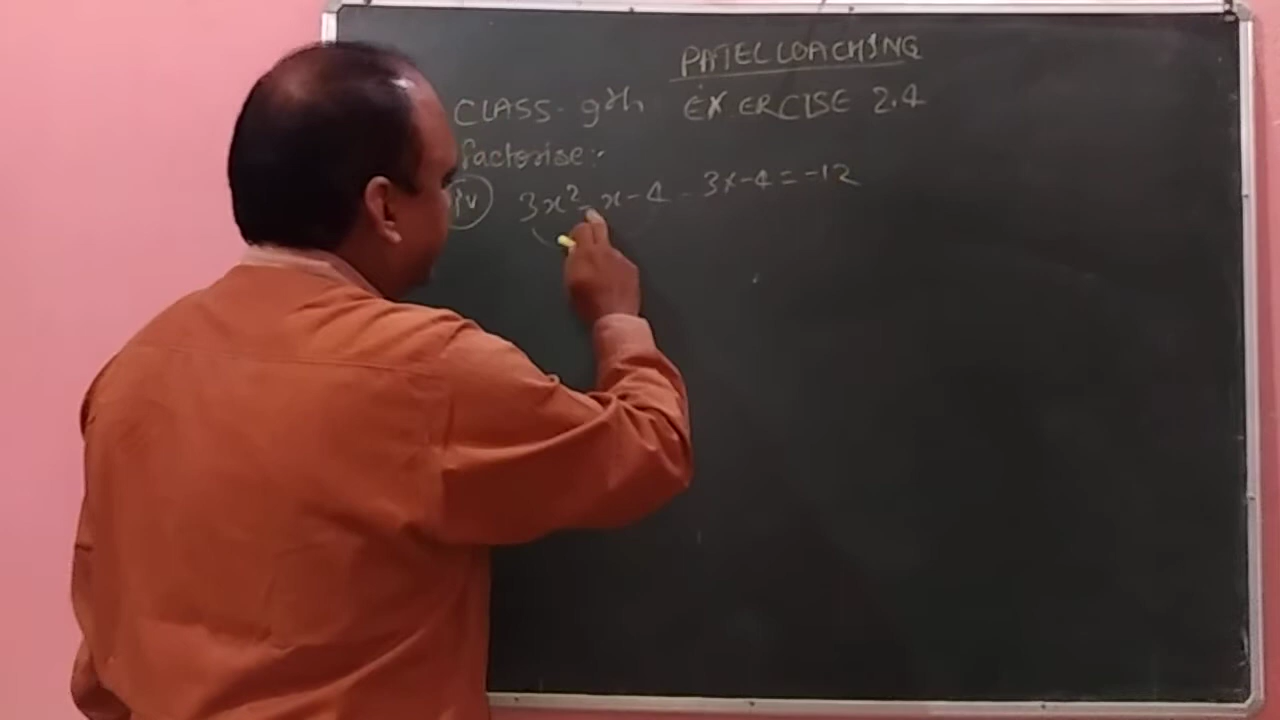 PATEL COACHING
CLASS- 9th EXERCISE 2.4
factorise:-
(iv) 3x² - x - 4 3x-4 = -12